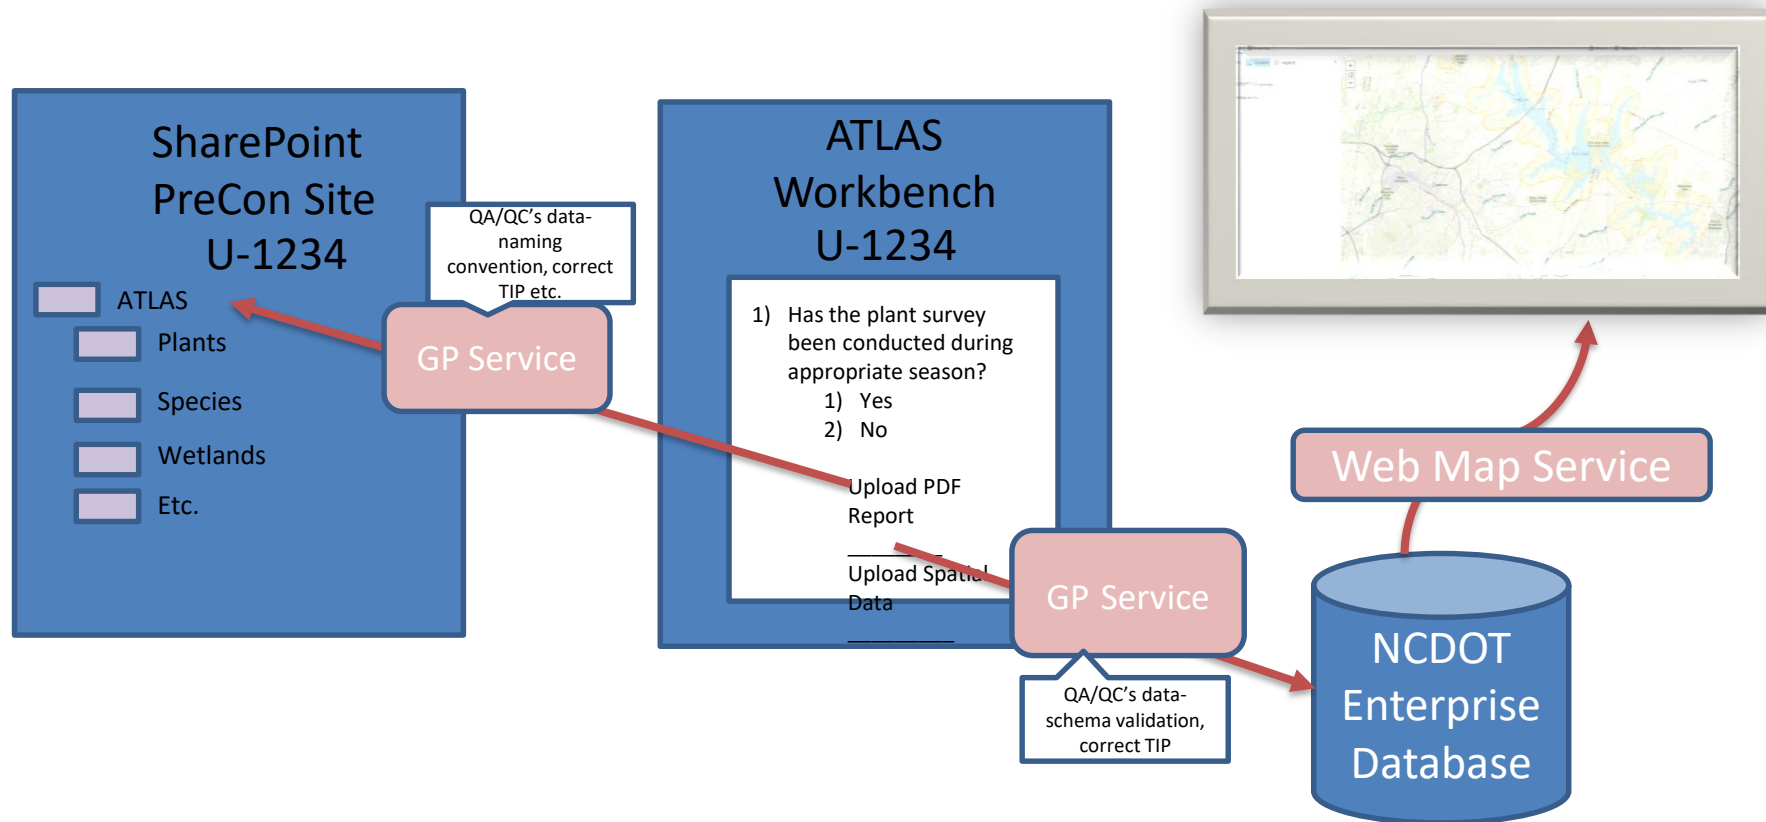 SharePoint
PreCon Site
U-1234
ATLAS
Plants
Species
Wetlands
Etc.
QA/QC's data-
naming
convention, correct
TIP etc.
GP Service
ATLAS
Workbench
U-1234
1) Has the plant survey
been conducted during
appropriate season?
1) Yes
2) No
Upload PDF
Report
_________
Upload Spatial
Data
__________
GP Service
QA/QC's data-
schema validation,
correct TIP
Web Map Service
NCDOT
Enterprise
Database